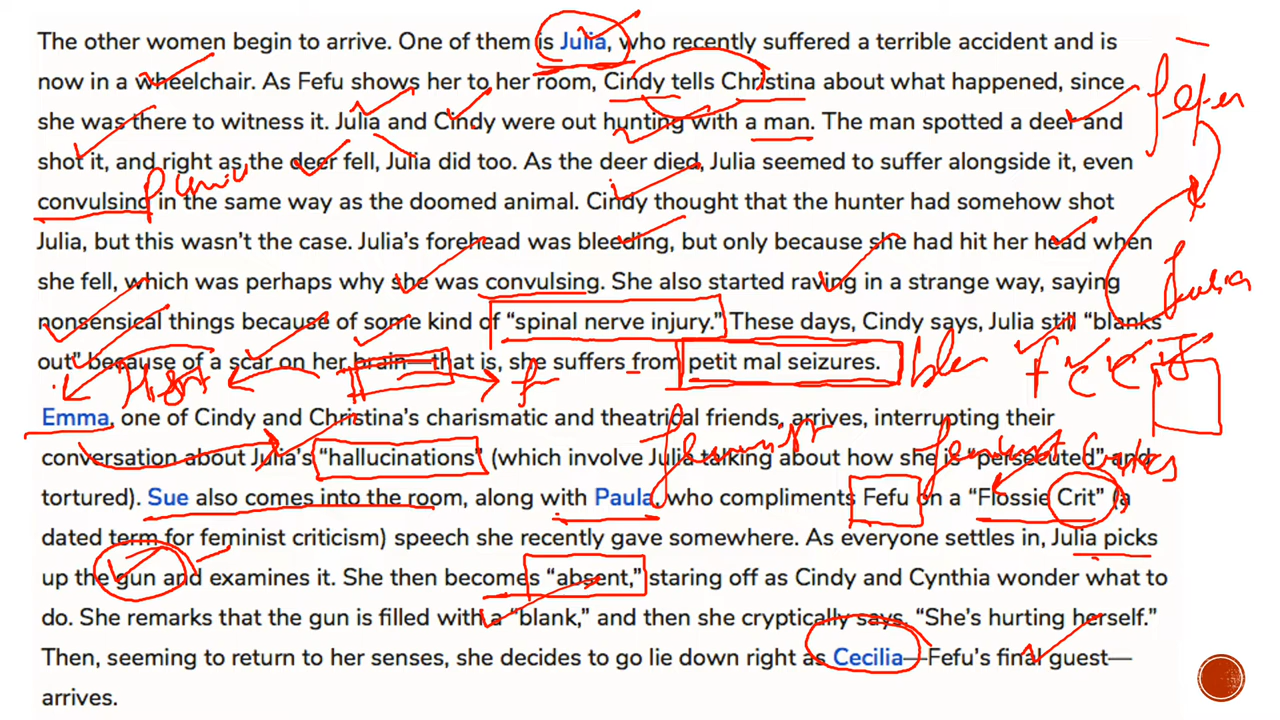 The other women begin to arrive. One of them is Julia, who recently suffered a terrible accident and is
now in a wheelchair. As Fefu shows her to her room, Cindy tells Christina about what happened, since
she was there to witness it. Julia and Cindy were out hunting with a man. The man spotted a deer and
shot it, and right as the deer fell, Julia did too. As the deer died, Julia seemed to suffer alongside it, even
convulsing in the same way as the doomed animal. Cindy thought that the hunter had somehow shot
Julia, but this wasn't the case. Julia's forehead was bleeding, but only because she had hit her head when
she fell, which was perhaps why she was convulsing. She also started raving in a strange way, saying
nonsensical things because of some kind of “spinal nerve injury.” These days, Cindy says, Julia still “blanks
out” because of a scar on her brain—that is, she suffers from petit mal seizures.
Emma, one of Cindy and Christina's charismatic and theatrical friends, arrives, interrupting their
conversation about Julia's “hallucinations” (which involve Julia talking about how she is “persecuted” and
tortured). Sue also comes into the room, along with Paula, who compliments Fefu on a “Flossie Crit” (a
dated term for feminist criticism) speech she recently gave somewhere. As everyone settles in, Julia picks
up the gun and examines it. She then becomes “absent,” staring off as Cindy and Cynthia wonder what to
do. She remarks that the gun is filled with a “blank,” and then she cryptically says, “She's hurting herself.”
Then, seeming to return to her senses, she decides to go lie down right as Cecilia—Fefu's final guest—
arrives.
Julia